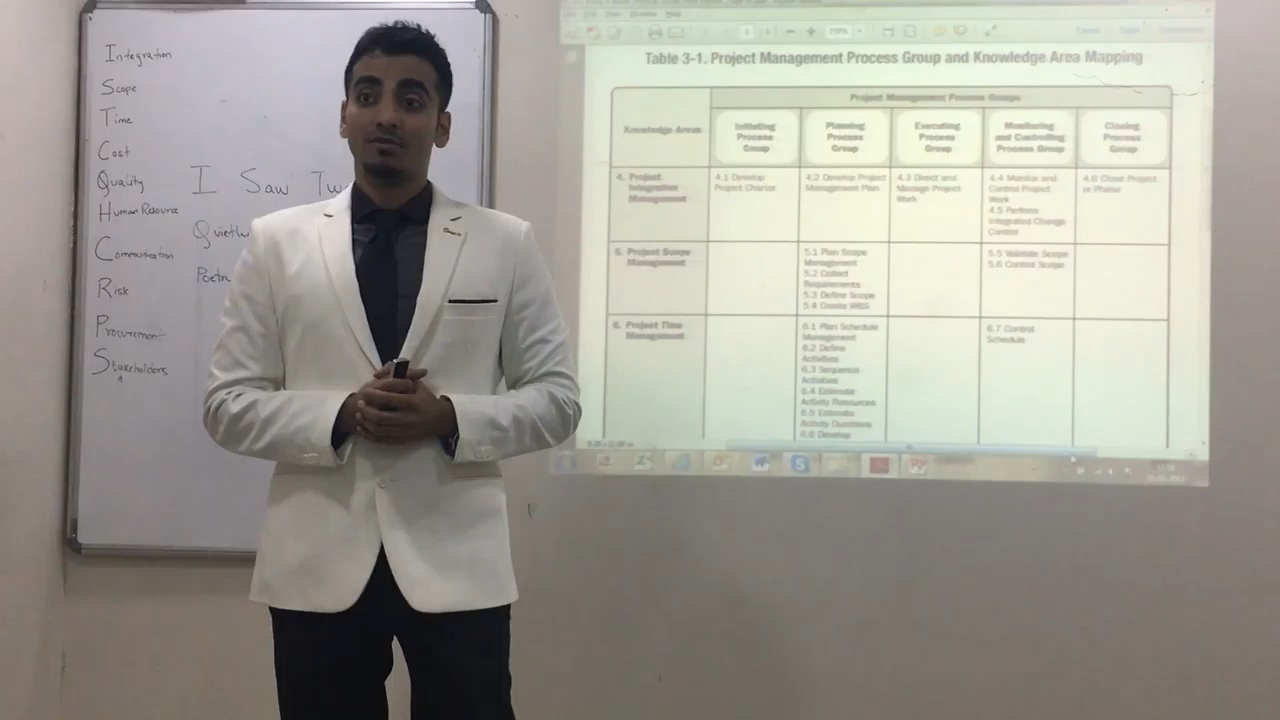 Integration
Scope
Time
Cost
Quality
Human Resource
Communication
Risk
Procurement
Stakeholders
I Saw Tw
Quietly
Poetry
Table 3-1. Project Management Process Group and Knowledge Area Mapping
Project Management Process Groups
Knowledge Areas
Initiating
Process
Group
Planning
Process
Group
Executing
Process
Group
Monitoring
and Controlling
Process Group
Closing
Process
Group
4. Project
Integration
Management
4.1 Develop
Project Charter
4.2 Develop Project
Management Plan
4.3 Direct and
Manage Project
Work
4.4 Monitor and
Control Project
Work
4.5 Perform
Integrated Change
Control
4.6 Close Project
or Phase
5. Project Scope
Management
5.1 Plan Scope
Management
5.2 Collect
Requirements
5.3 Define Scope
5.4 Create WBS
5.5 Validate Scope
5.6 Control Scope
6. Project Time
Management
6.1 Plan Schedule
Management
6.2 Define
Activities
6.3 Sequence
Activities
6.4 Estimate
Activity Resources
6.5 Estimate
Activity Durations
6.6 Develop
6.7 Control
Schedule